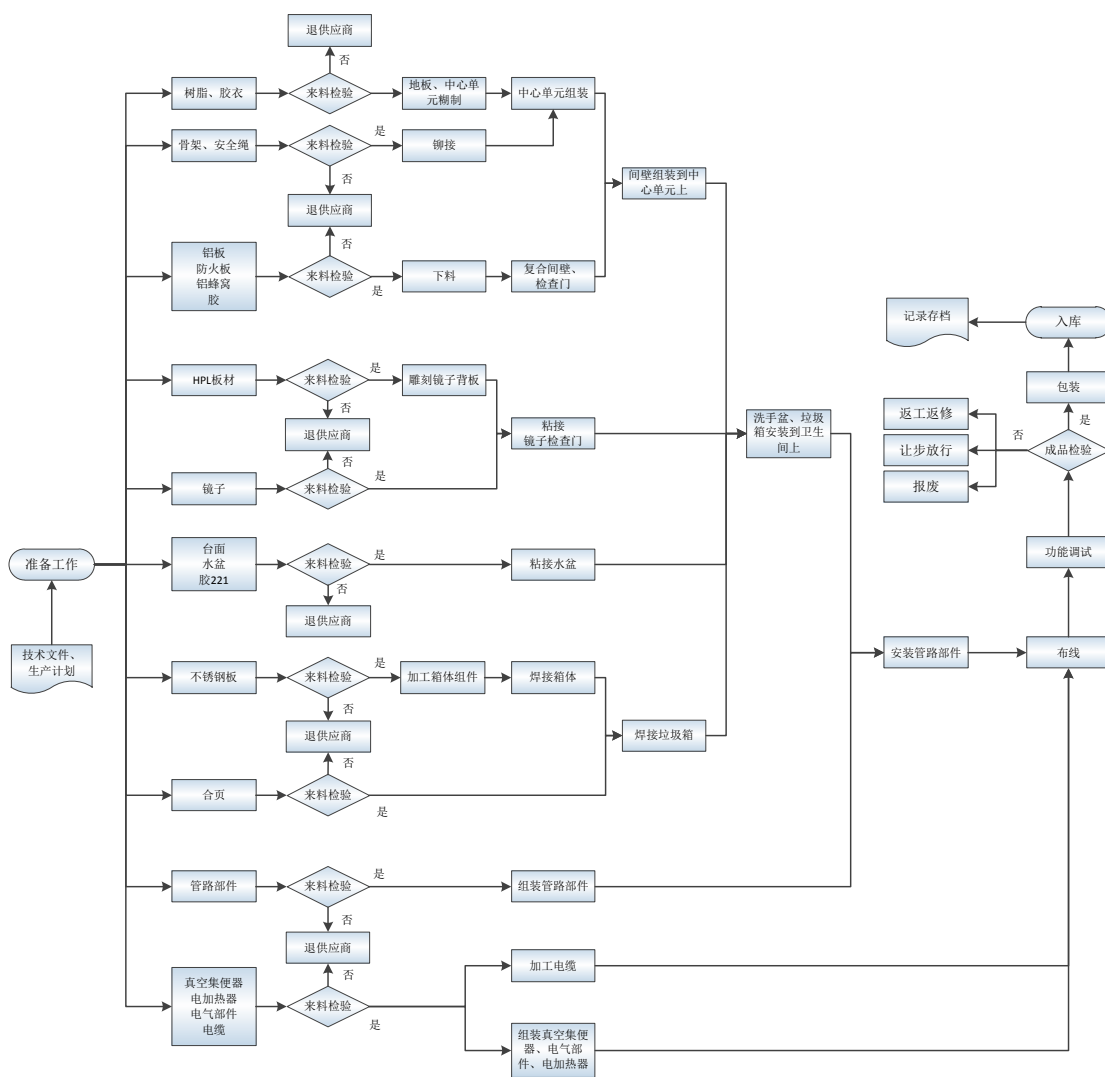 退供应商
否
树脂、胶衣
来料检验
地板、中心单
元糊制
中心单元组装
骨架、安全绳
来料检验
是
铆接
否
间壁组装到中
心单元上
退供应商
否
铝板
防火板
铝蜂窝
胶
来料检验
是
下料
复合间壁、
检查门
记录存档
入库
HPL板材
来料检验
是
雕刻镜子背板
包装
否
退供应商
否
粘接
镜子检查门
洗手盆、垃圾
箱安装到卫生
间上
返工返修
是
否
让步放行
成品检验
镜子
来料检验
是
报废
准备工作
台面
水盆
胶221
来料检验
是
粘接水盆
功能调试
否
退供应商
技术文件、
生产计划
安装管路部件
布线
不锈钢板
来料检验
是
加工箱体组件
焊接箱体
否
退供应商
否
焊接垃圾箱
合页
来料检验
是
管路部件
来料检验
是
组装管路部件
否
退供应商
否
加工电缆
真空集便器
电加热器
电气部件
电缆
来料检验
是
组装真空集便
器、电气部
件、电加热器